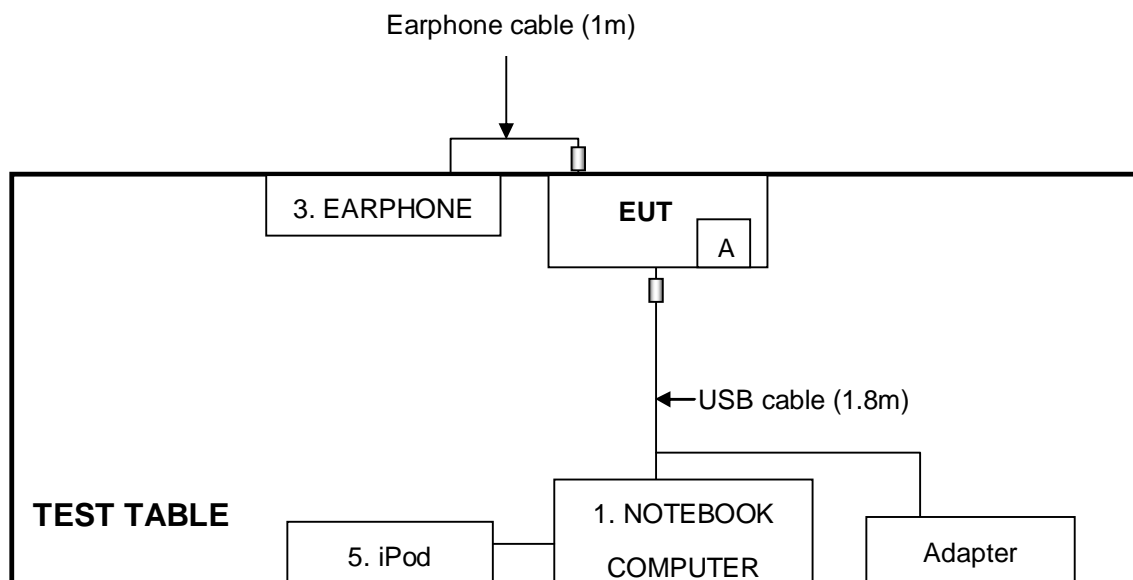 Earphone cable (1m)
3. EARPHONE
EUT
A
USB cable (1.8m)
TEST TABLE
1. NOTEBOOK
COMPUTER
5. iPod
Adapter